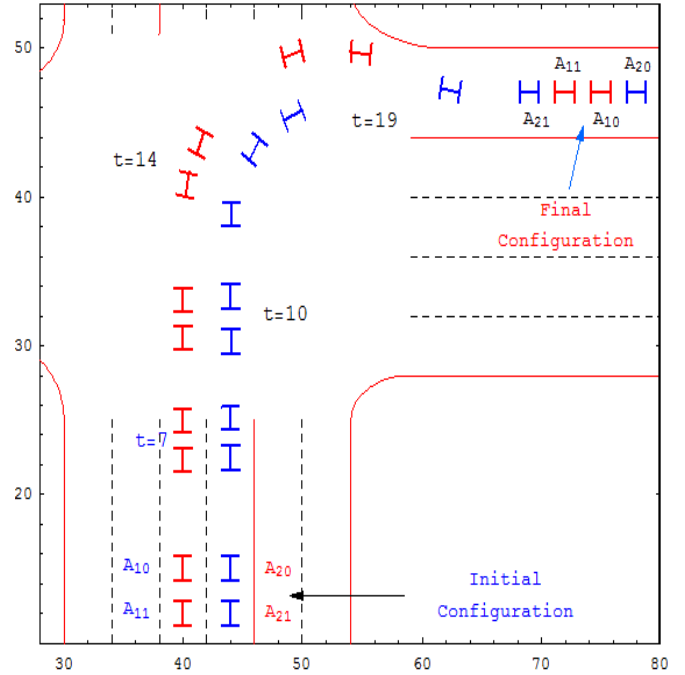 50
A₁₁
A₂₀
t=19
A₂₁
A₁₀
t=14
40
Final
Configuration
t=10
30
t=7
20
A₁₀
A₂₀
Initial
A₁₁
A₂₁
Configuration
30
40
50
60
70
80